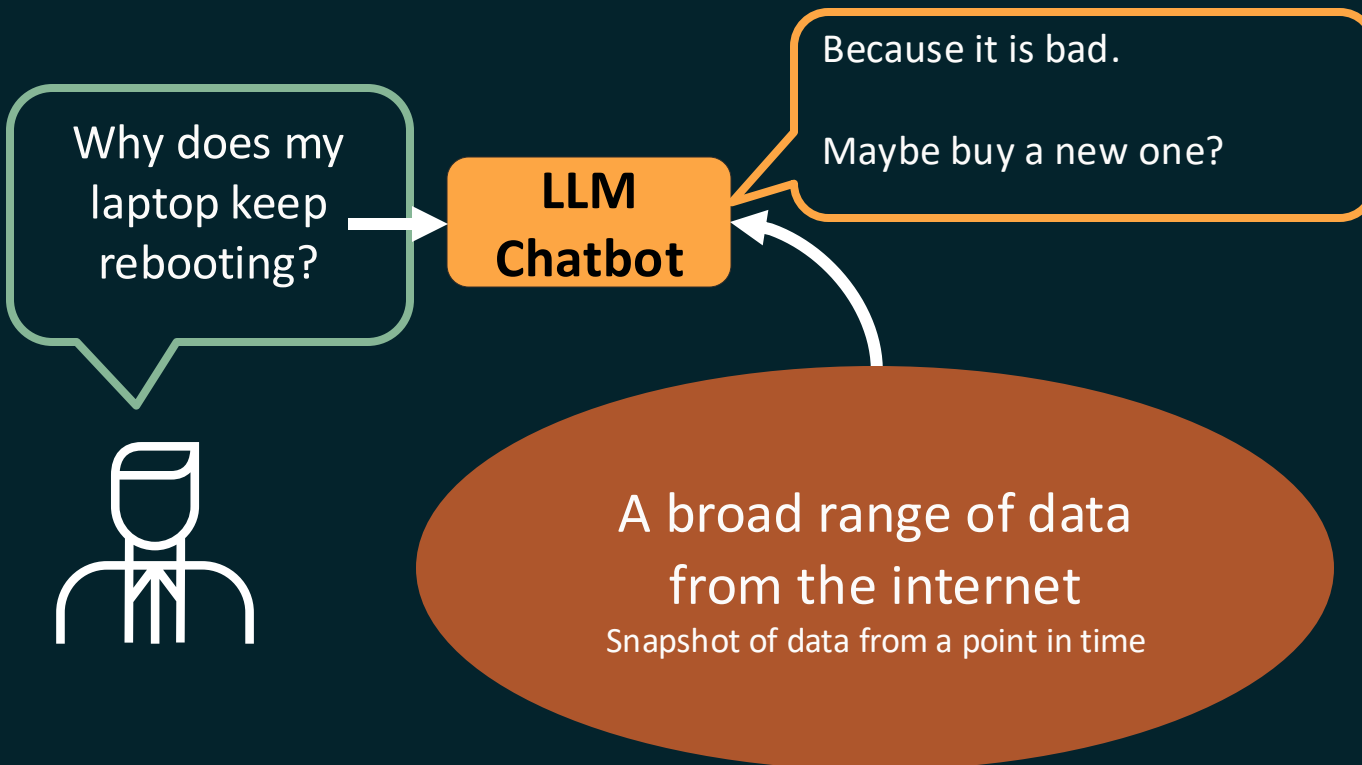 Why does my
laptop keep
rebooting?
LLM
Chatbot
Because it is bad.
Maybe buy a new one?
A broad range of data
from the internet
Snapshot of data from a point in time